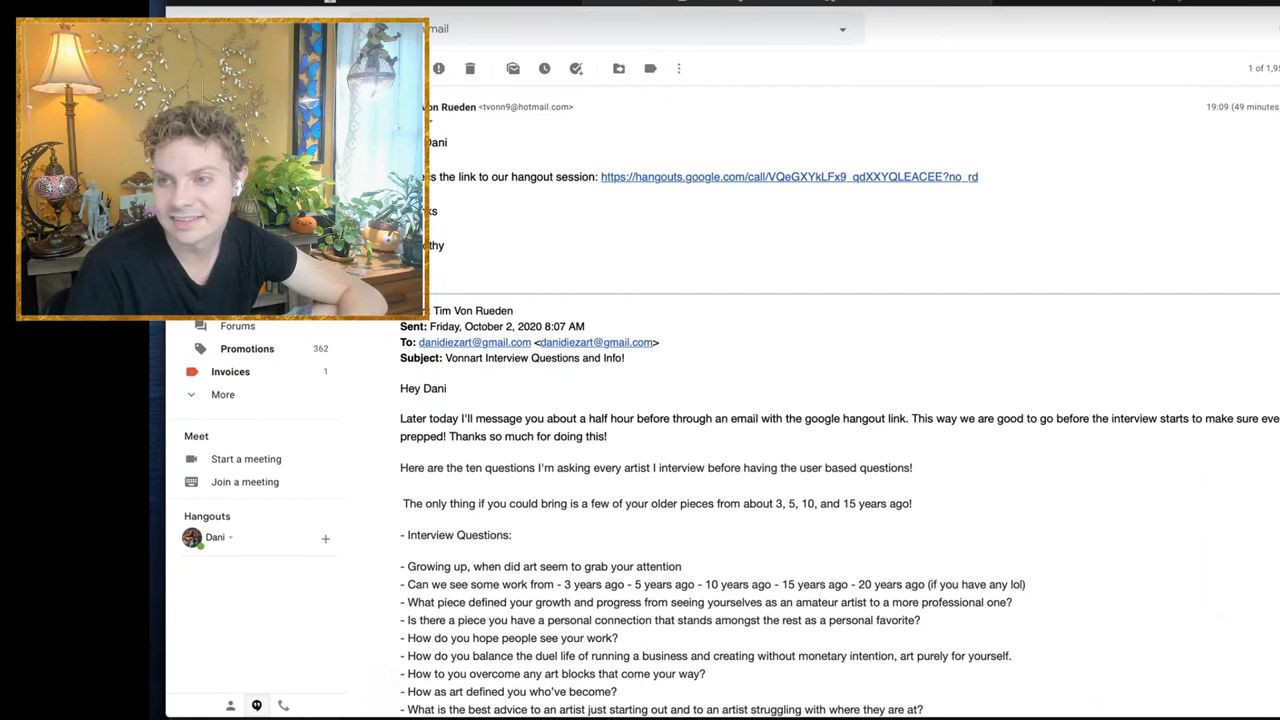 mail
1 of 1,95
on Rueden <tvonn9@hotmail.com>
19:09 (49 minutes
Dani
s the link to our hangout session: https://hangouts.google.com/call/VQeGXYkLFx9_qdXXYQLEACEE?no_rd
ks
thy
Tim Von Rueden
Sent: Friday, October 2, 2020 8:07 AM
To: danidiezart@gmail.com <danidiezart@gmail.com>
Subject: Vonnart Interview Questions and Info!
Hey Dani
Later today I'll message you about a half hour before through an email with the google hangout link. This way we are good to go before the interview starts to make sure eve
prepped! Thanks so much for doing this!
Here are the ten questions I'm asking every artist I interview before having the user based questions!
The only thing if you could bring is a few of your older pieces from about 3, 5, 10, and 15 years ago!
- Interview Questions:
- Growing up, when did art seem to grab your attention
- Can we see some work from - 3 years ago - 5 years ago - 10 years ago - 15 years ago - 20 years ago (if you have any lol)
- What piece defined your growth and progress from seeing yourselves as an amateur artist to a more professional one?
- Is there a piece you have a personal connection that stands amongst the rest as a personal favorite?
- How do you hope people see your work?
- How do you balance the duel life of running a business and creating without monetary intention, art purely for yourself.
- How to you overcome any art blocks that come your way?
- How as art defined you who've become?
- What is the best advice to an artist just starting out and to an artist struggling with where they are at?
Forums
Promotions 362
Invoices 1
More
Meet
Start a meeting
Join a meeting
Hangouts
Dani